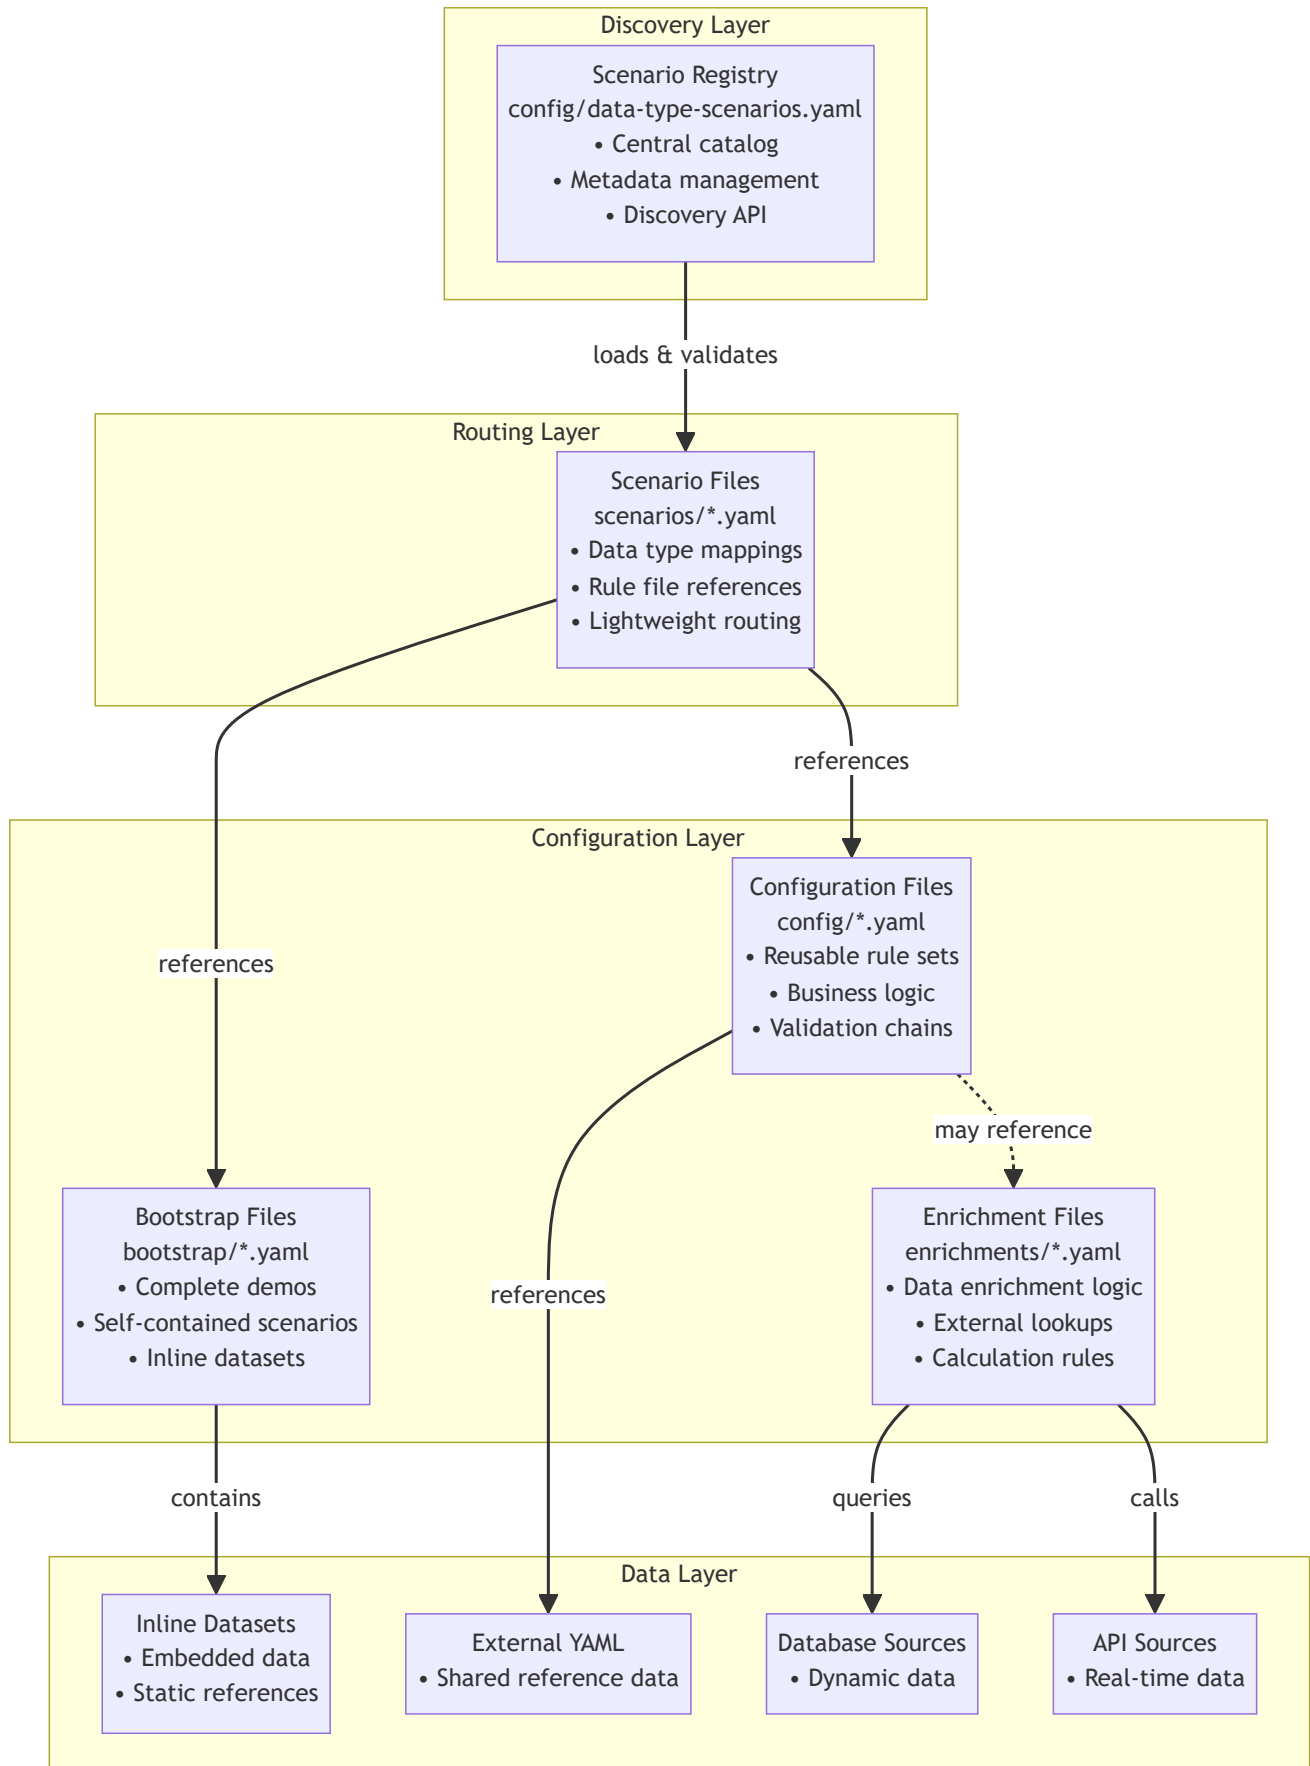 Discovery Layer
Scenario Registry
config/data-type-scenarios.yaml
• Central catalog
• Metadata management
• Discovery API
loads & validates
Routing Layer
Scenario Files
scenarios/*.yaml
• Data type mappings
• Rule file references
• Lightweight routing
references
Configuration Layer
Configuration Files
config/*.yaml
• Reusable rule sets
• Business logic
• Validation chains
references
may reference
Bootstrap Files
bootstrap/*.yaml
• Complete demos
• Self-contained scenarios
• Inline datasets
references
Enrichment Files
enrichments/*.yaml
• Data enrichment logic
• External lookups
• Calculation rules
contains
queries
calls
Data Layer
Inline Datasets
• Embedded data
• Static references
External YAML
• Shared reference data
Database Sources
• Dynamic data
API Sources
• Real-time data